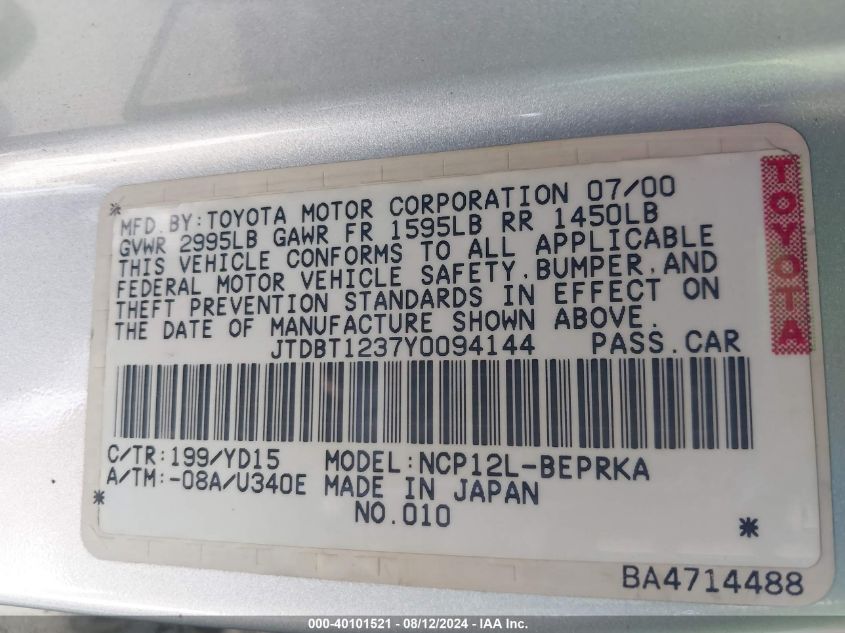 MFD.BY:TOYOTA MOTOR CORPORATION 07/00
GVWR 2995LB GAWR FR 1595LB RR 1450LB
THIS VEHICLE CONFORMS TO ALL APPLICABLE
FEDERAL MOTOR VEHICLE SAFETY,BUMPER,AND
THEFT PREVENTION STANDARDS IN EFFECT ON
THE DATE OF MANUFACTURE SHOWN ABOVE.
JTDBT1237Y0094144 PASS.CAR
TOYOTA
C/TR:199/YD15 MODEL:NCP12L-BEPRKA
A/TM:-08A/U340E MADE IN JAPAN
NO.010
BA4714488
000-40101521 - 08/12/2024 - IAA Inc.